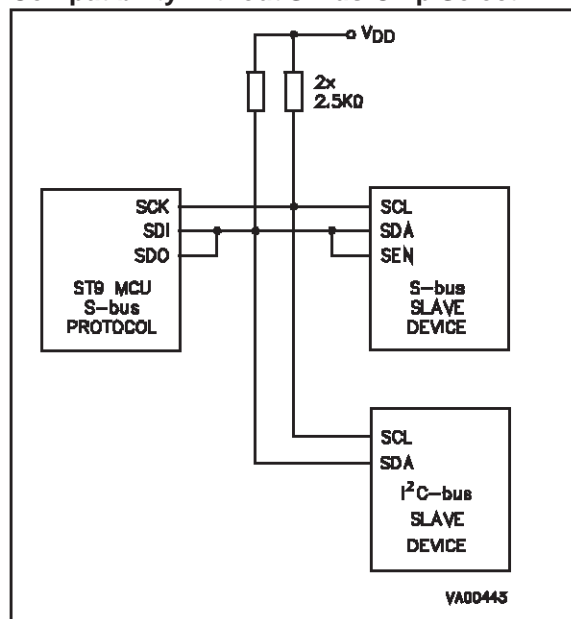 VDD
2x
2.5KΩ
SCK
SDI
SDO
ST9 MCU
S-bus
PROTOCOL
SCL
SDA
SEN
S-bus
SLAVE
DEVICE
SCL
SDA
I²C-bus
SLAVE
DEVICE
VA00443